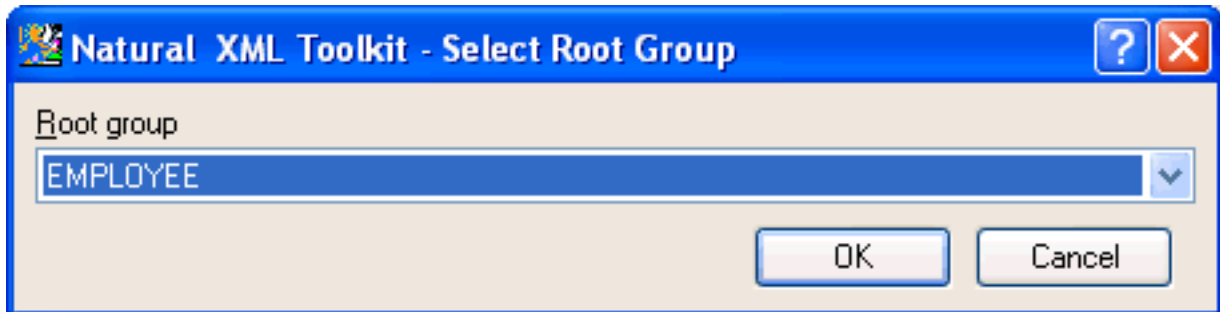 Natural XML Toolkit - Select Root Group
Root group
EMPLOYEE
OK Cancel